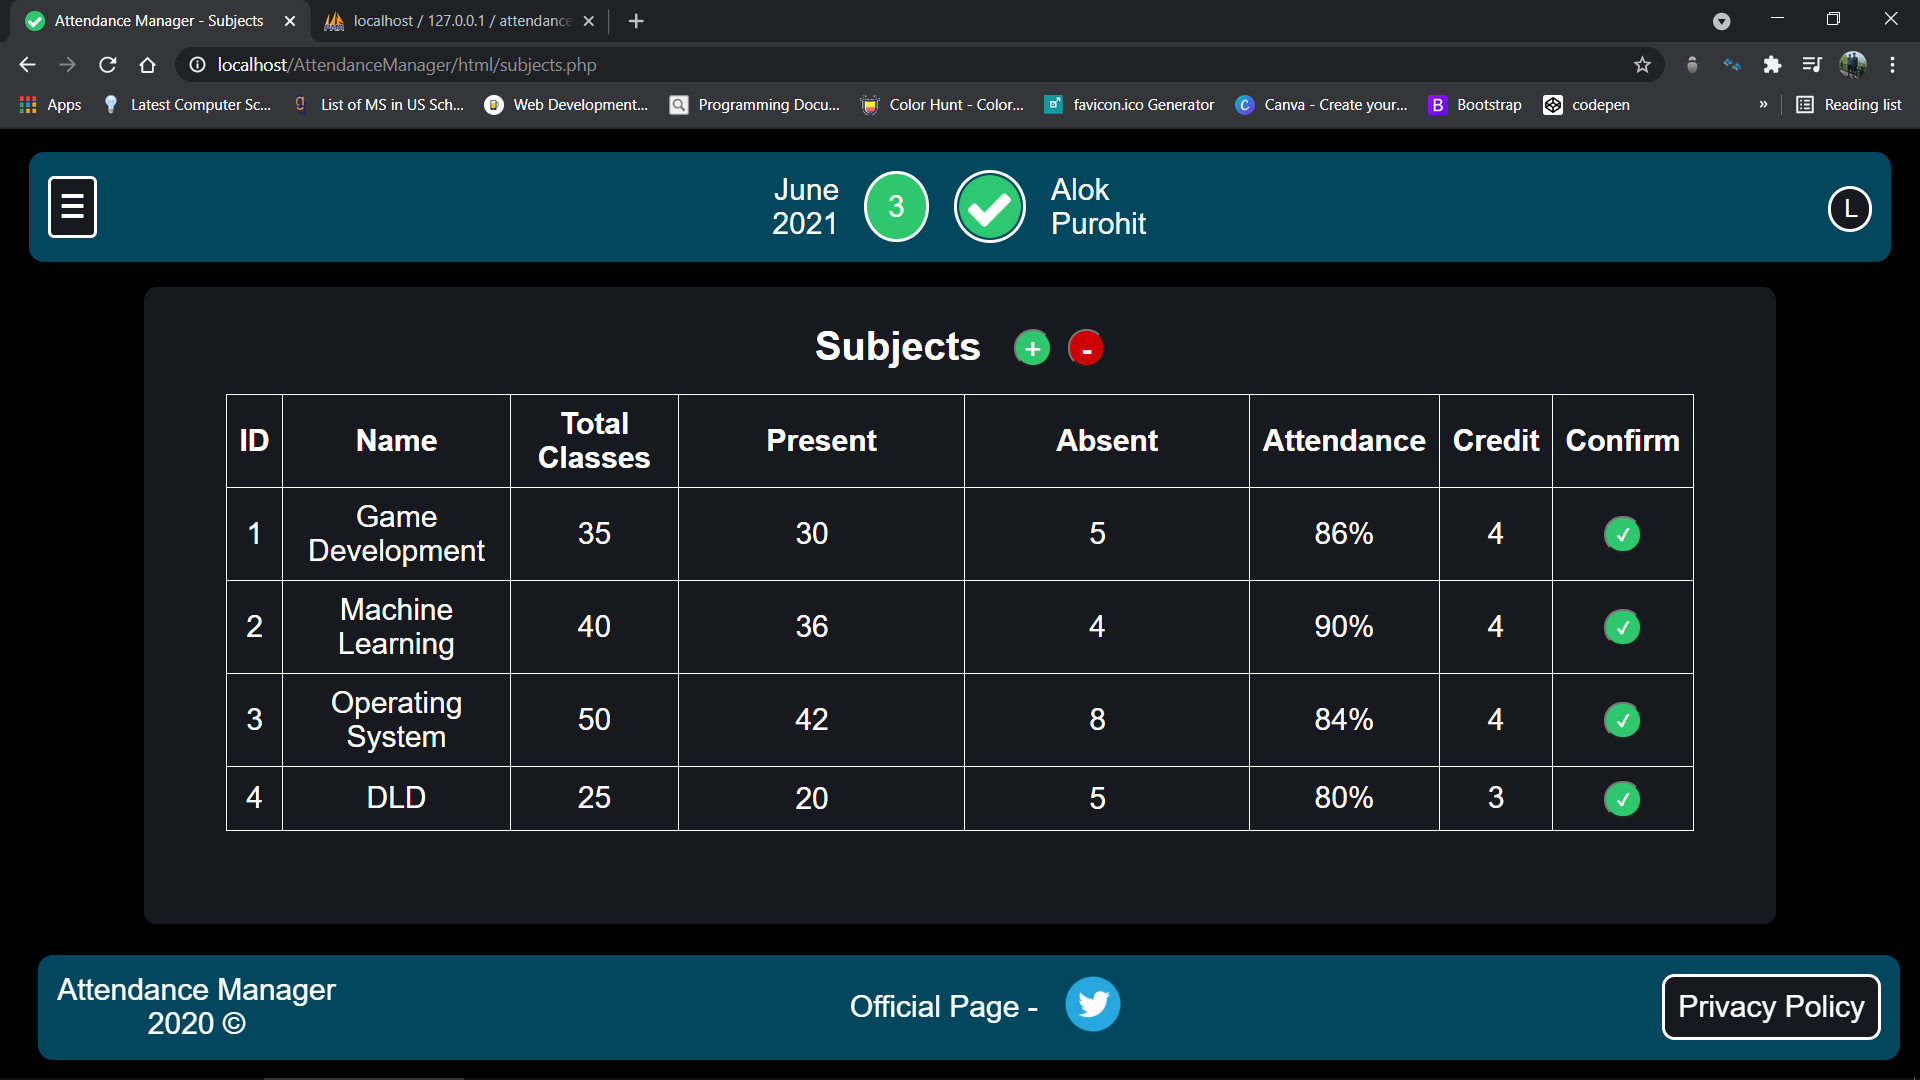 Attendance Manager - Subjects
localhost / 127.0.0.1 / attendance
localhost/AttendanceManager/html/subjects.php
Apps
Latest Computer Sc...
List of MS in US Sch...
Web Development...
Programming Docu...
Color Hunt - Color...
favicon.ico Generator
Canva - Create your...
Bootstrap
codepen
»
Reading list
June
2021
3
Alok
Purohit
L
Subjects + -
ID Name Total Classes Present Absent Attendance Credit Confirm
1 Game Development 35 30 5 86% 4 ✓
2 Machine Learning 40 36 4 90% 4 ✓
3 Operating System 50 42 8 84% 4 ✓
4 DLD 25 20 5 80% 3 ✓
Attendance Manager
2020 ©
Official Page -
Privacy Policy